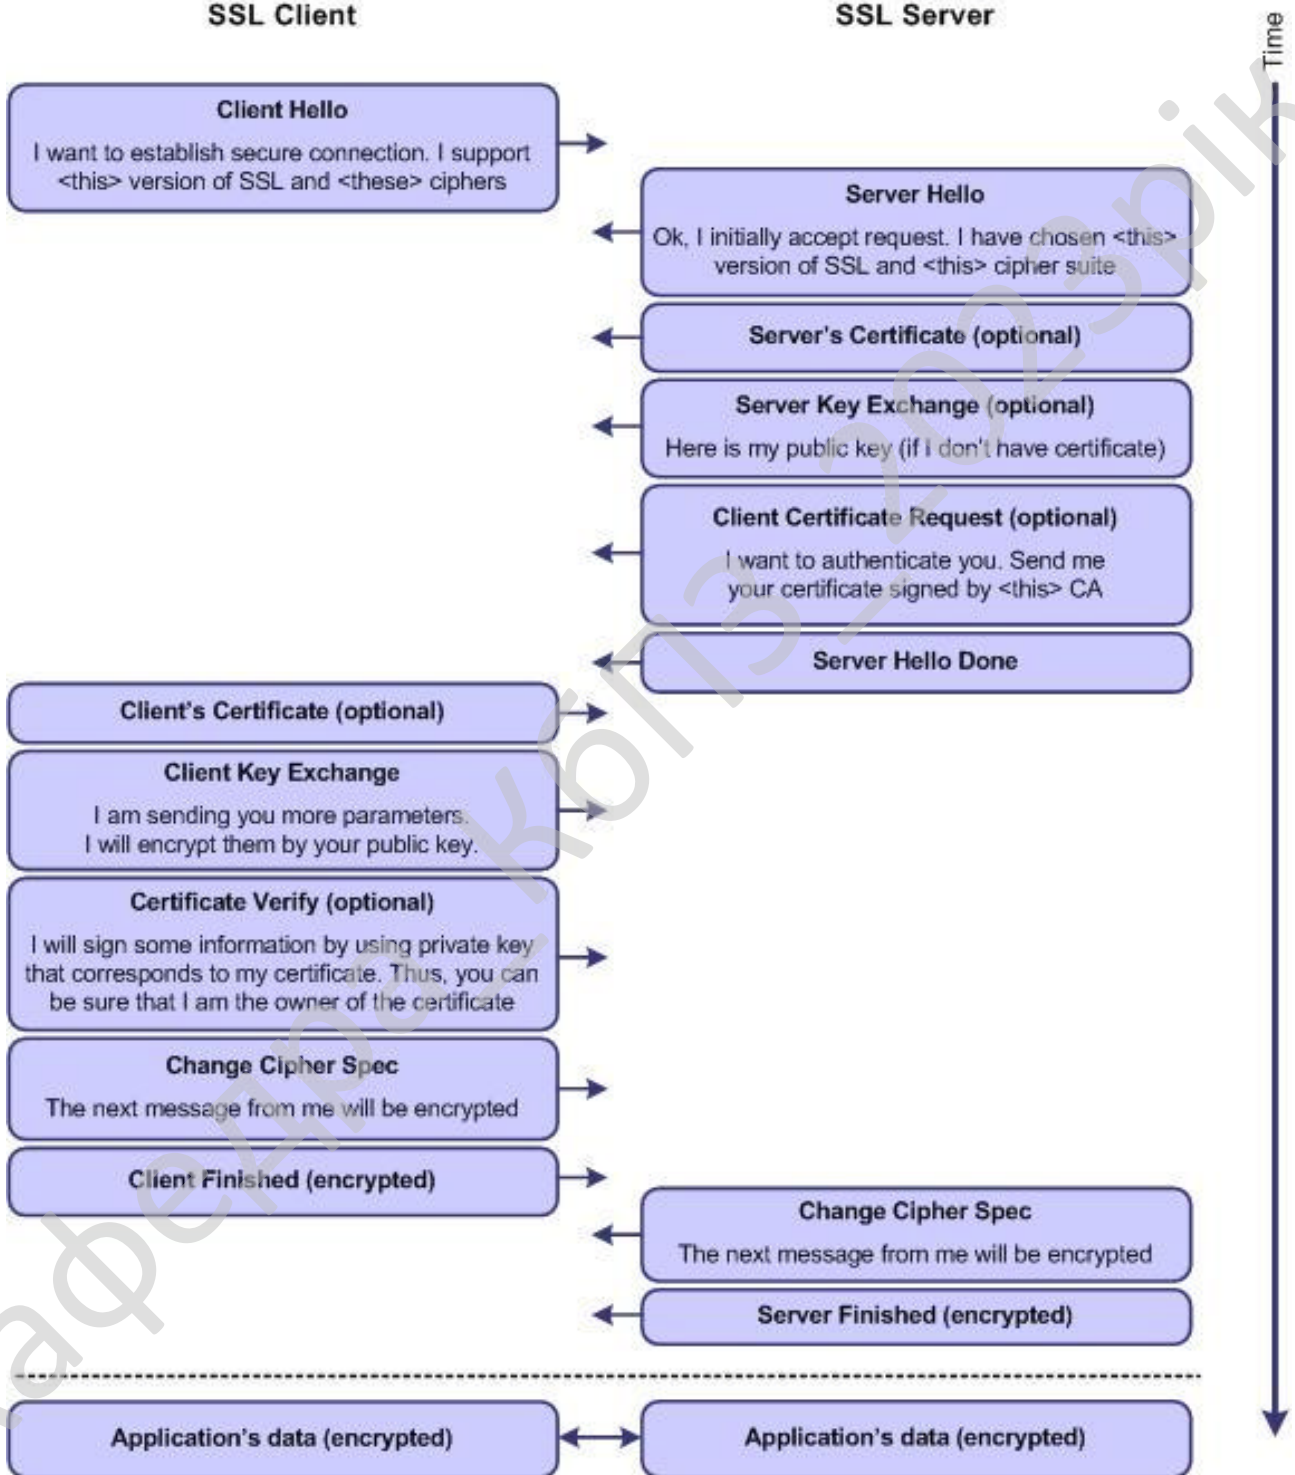 SSL Client
SSL Server
Time
Client Hello
I want to establish secure connection. I support
<this> version of SSL and <these> ciphers
Server Hello
Ok, I initially accept request. I have chosen <this>
version of SSL and <this> cipher suite
Server's Certificate (optional)
Server Key Exchange (optional)
Here is my public key (if I don't have certificate)
Client Certificate Request (optional)
I want to authenticate you. Send me
your certificate signed by <this> CA
Server Hello Done
Client's Certificate (optional)
Client Key Exchange
I am sending you more parameters.
I will encrypt them by your public key.
Certificate Verify (optional)
I will sign some information by using private key
that corresponds to my certificate. Thus, you can
be sure that I am the owner of the certificate
Change Cipher Spec
The next message from me will be encrypted
Client Finished (encrypted)
Change Cipher Spec
The next message from me will be encrypted
Server Finished (encrypted)
Application's data (encrypted)
Application's data (encrypted)
афедра_КбПЗ_2023рік